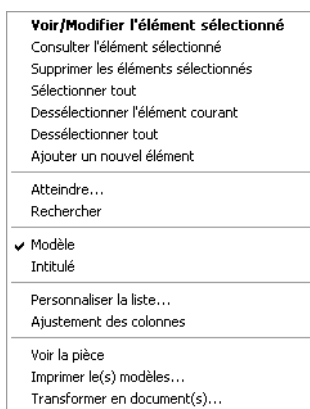 Voir/Modifier l'élément sélectionné
Consulter l'élément sélectionné
Supprimer les éléments sélectionnés
Sélectionner tout
Dessélectionner l'élément courant
Dessélectionner tout
Ajouter un nouvel élément
Atteindre...
Rechercher
Modèle
Intitulé
Personnaliser la liste...
Ajustement des colonnes
Voir la pièce
Imprimer le(s) modèles...
Transformer en document(s)...